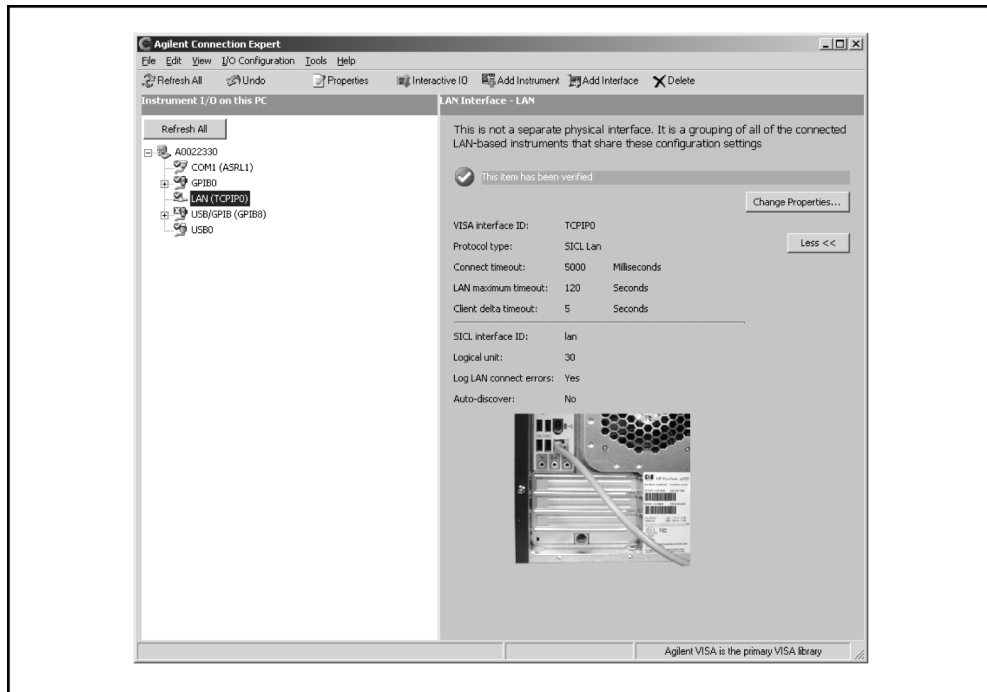 Agilent Connection Expert
File Edit View I/O Configuration Tools Help
Refresh All Undo Properties Interactive IO Add Instrument Add Interface Delete
Instrument I/O on this PC
LAN Interface - LAN
Refresh All
A0022330
COM1 (ASRL1)
GPIB0
LAN (TCPIP0)
USB/GPIB (GPIB8)
USB0
This is not a separate physical interface. It is a grouping of all of the connected
LAN-based instruments that share these configuration settings
This item has been verified
Change Properties...
VISA interface ID: TCPIP0
Protocol type: SICL Lan
Less <<
Connect timeout: 5000 Milliseconds
LAN maximum timeout: 120 Seconds
Client delta timeout: 5 Seconds
SICL interface ID: lan
Logical unit: 30
Log LAN connect errors: Yes
Auto-discover: No
Agilent VISA is the primary VISA library